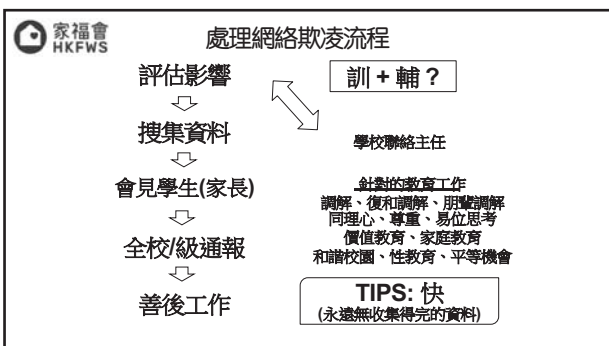 家福會
HKFWS
處理網絡欺凌流程
評估影響
搜集資料
會見學生(家長)
全校/級通報
善後工作
訓 + 輔 ?
學校聯絡主任
針對的教育工作
調解、復和調解、朋輩調解
同理心、尊重、易位思考
價值教育、家庭教育
和諧校園、性教育、平等機會
TIPS: 快
(永遠無收集得完的資料)